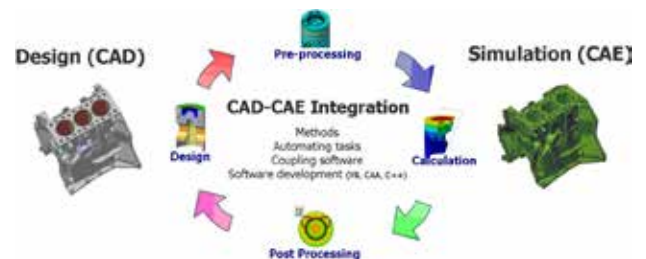 Pre-processing
Design (CAD)
Simulation (CAE)
CAD-CAE Integration
Methods
Automating tasks
Coupling software
Software development (VB, CAA, C++)
Design
Calculation
Post Processing